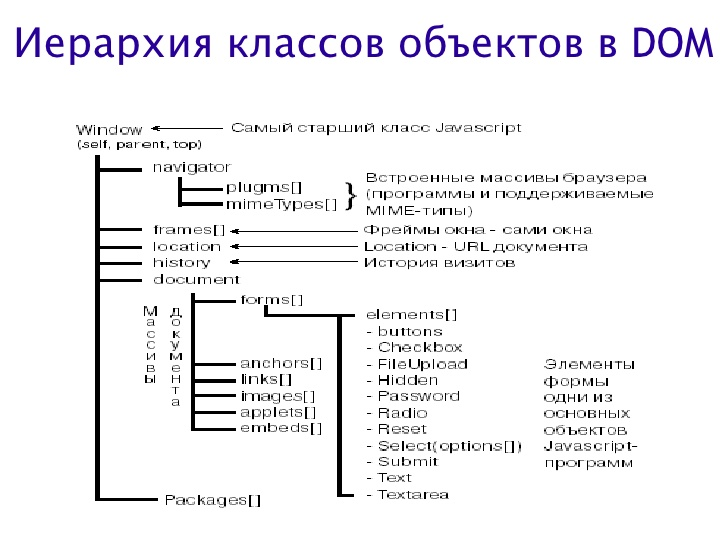 Иерархия классов объектов в DOM
Window
Самый старший класс Javascript
(self, parent, top)
navigator
plugms[]
mimeTypes[]
}
Встроенные массивы браузера
(программы и поддерживаемые
MIME-типы)
frames[]
Фреймы окна - сами окна
location
Location - URL документа
history
История визитов
document
Массивы
документа
forms[]
anchors[]
links[]
images[]
applets[]
embeds[]
elements[]
- buttons
- Checkbox
- FileUpload
- Hidden
- Password
- Radio
- Reset
- Select(options[])
- Submit
- Text
- Textarea
Элементы
формы
одни из
основных
объектов
Javascript-
программ
Packages[]